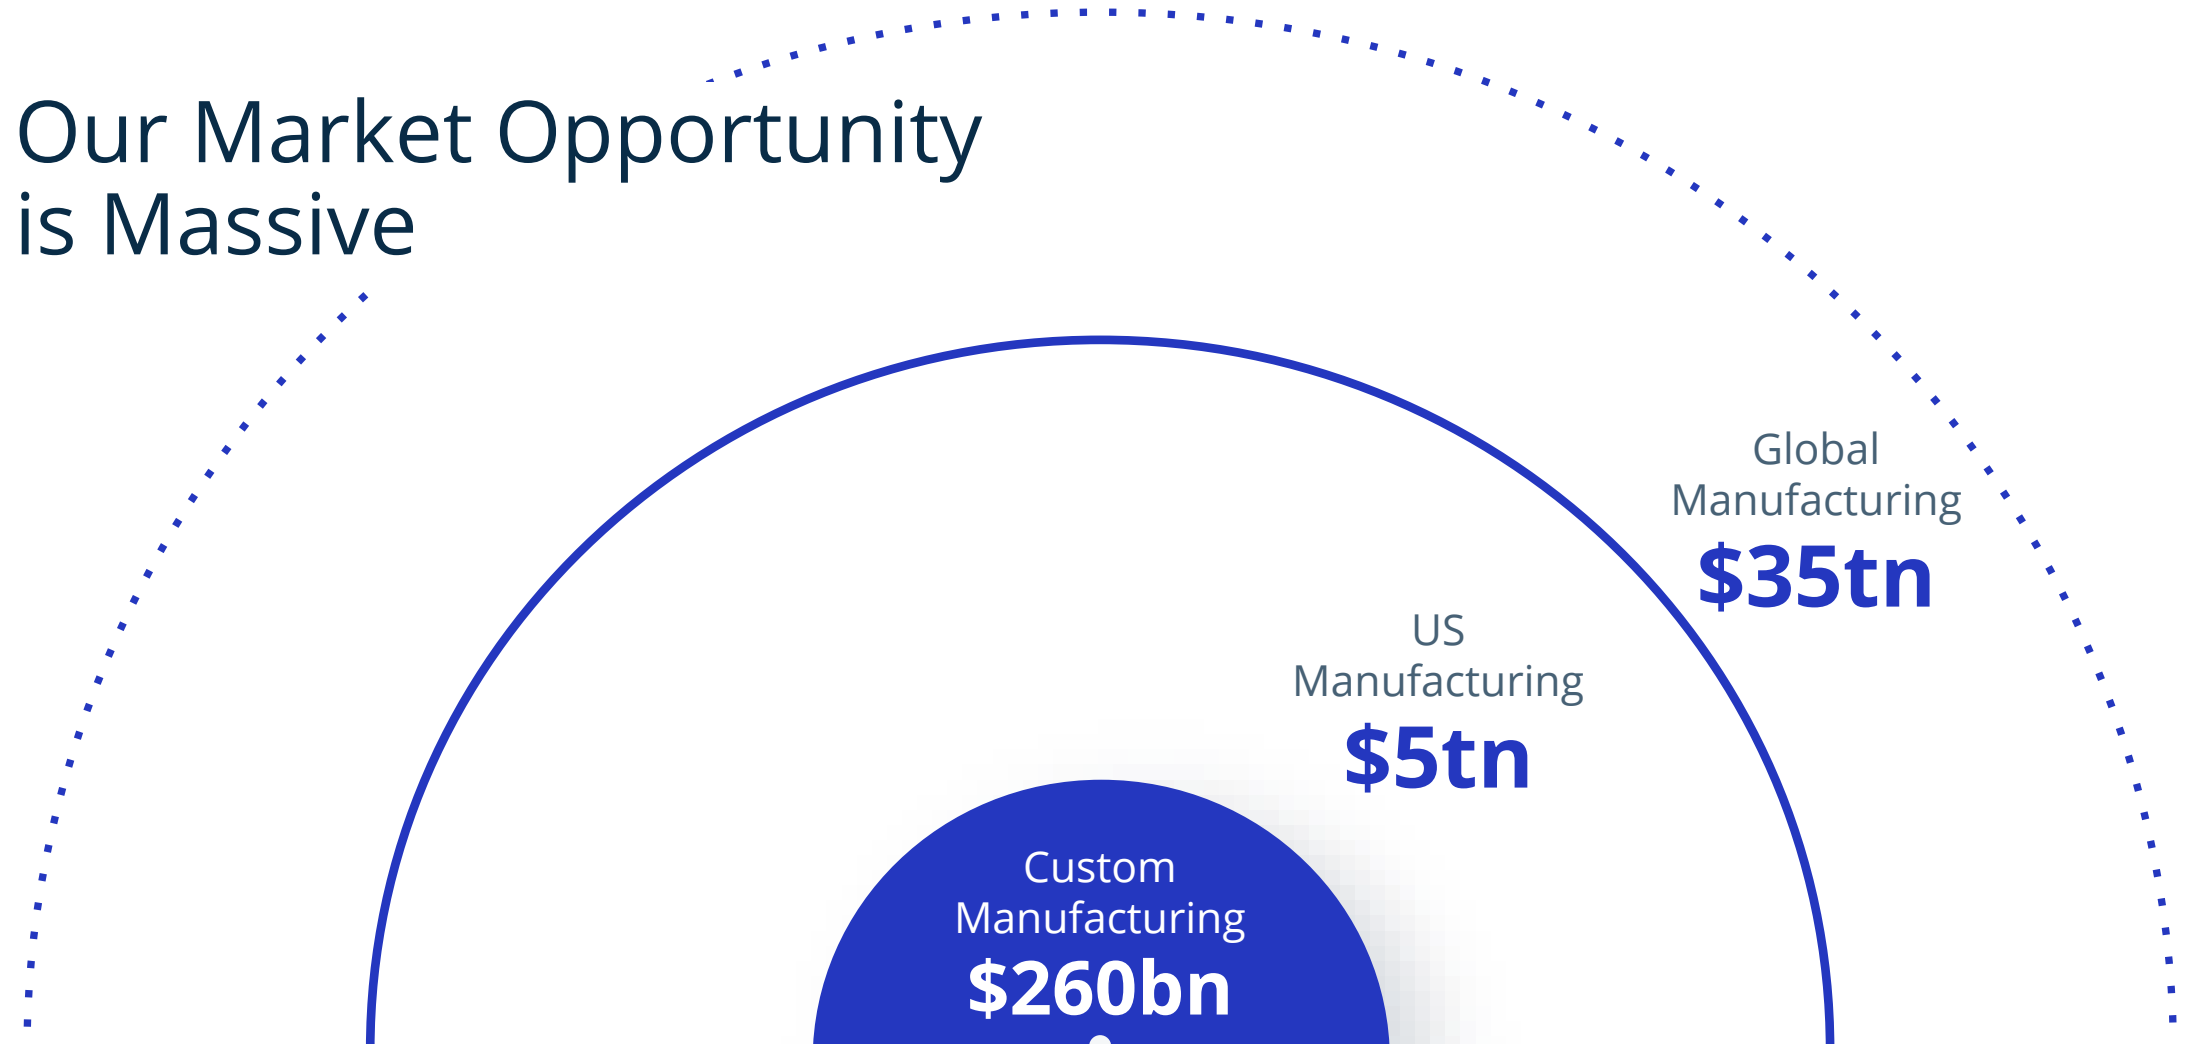 Our Market Opportunity
is Massive
Global
Manufacturing
$35tn
US
Manufacturing
$5tn
Custom
Manufacturing
$260bn